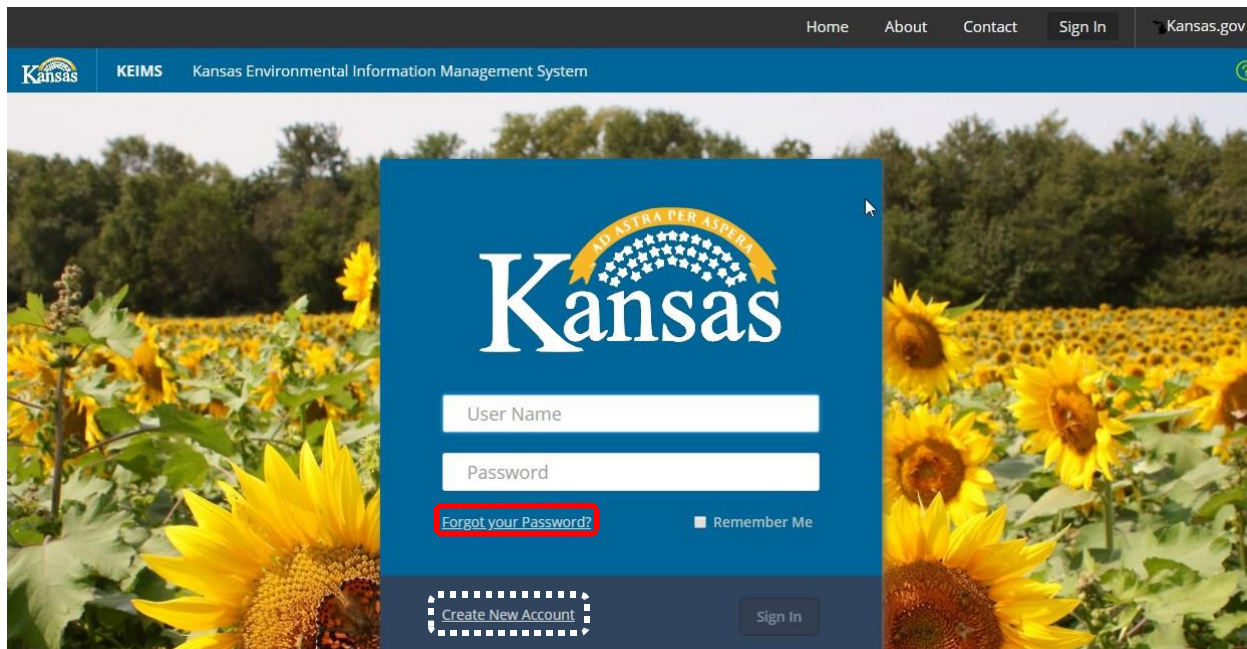 Home About Contact Sign In Kansas.gov
Kansas KEIMS Kansas Environmental Information Management System
AD ASTRA PER ASPERA
Kansas
User Name
Password
Forgot your Password? Remember Me
Create New Account Sign In